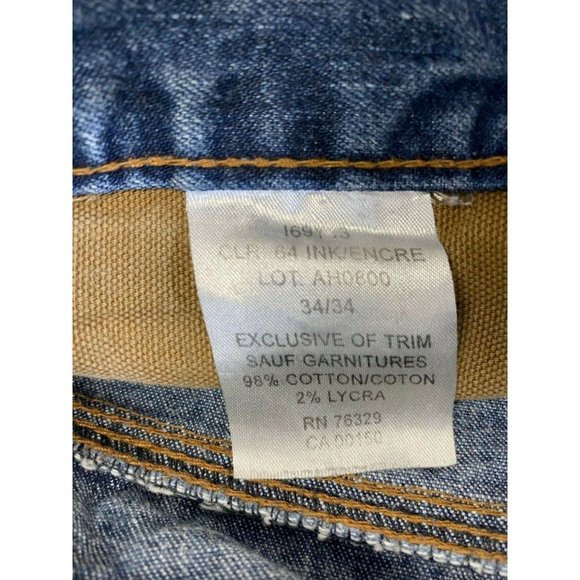 CLR. 64 INK/ENCRE
LOT. AH0800
34/34
EXCLUSIVE OF TRIM
SAUF GARNITURES
98% COTTON/COTON
2% LYCRA
RN 76329
CA 00150